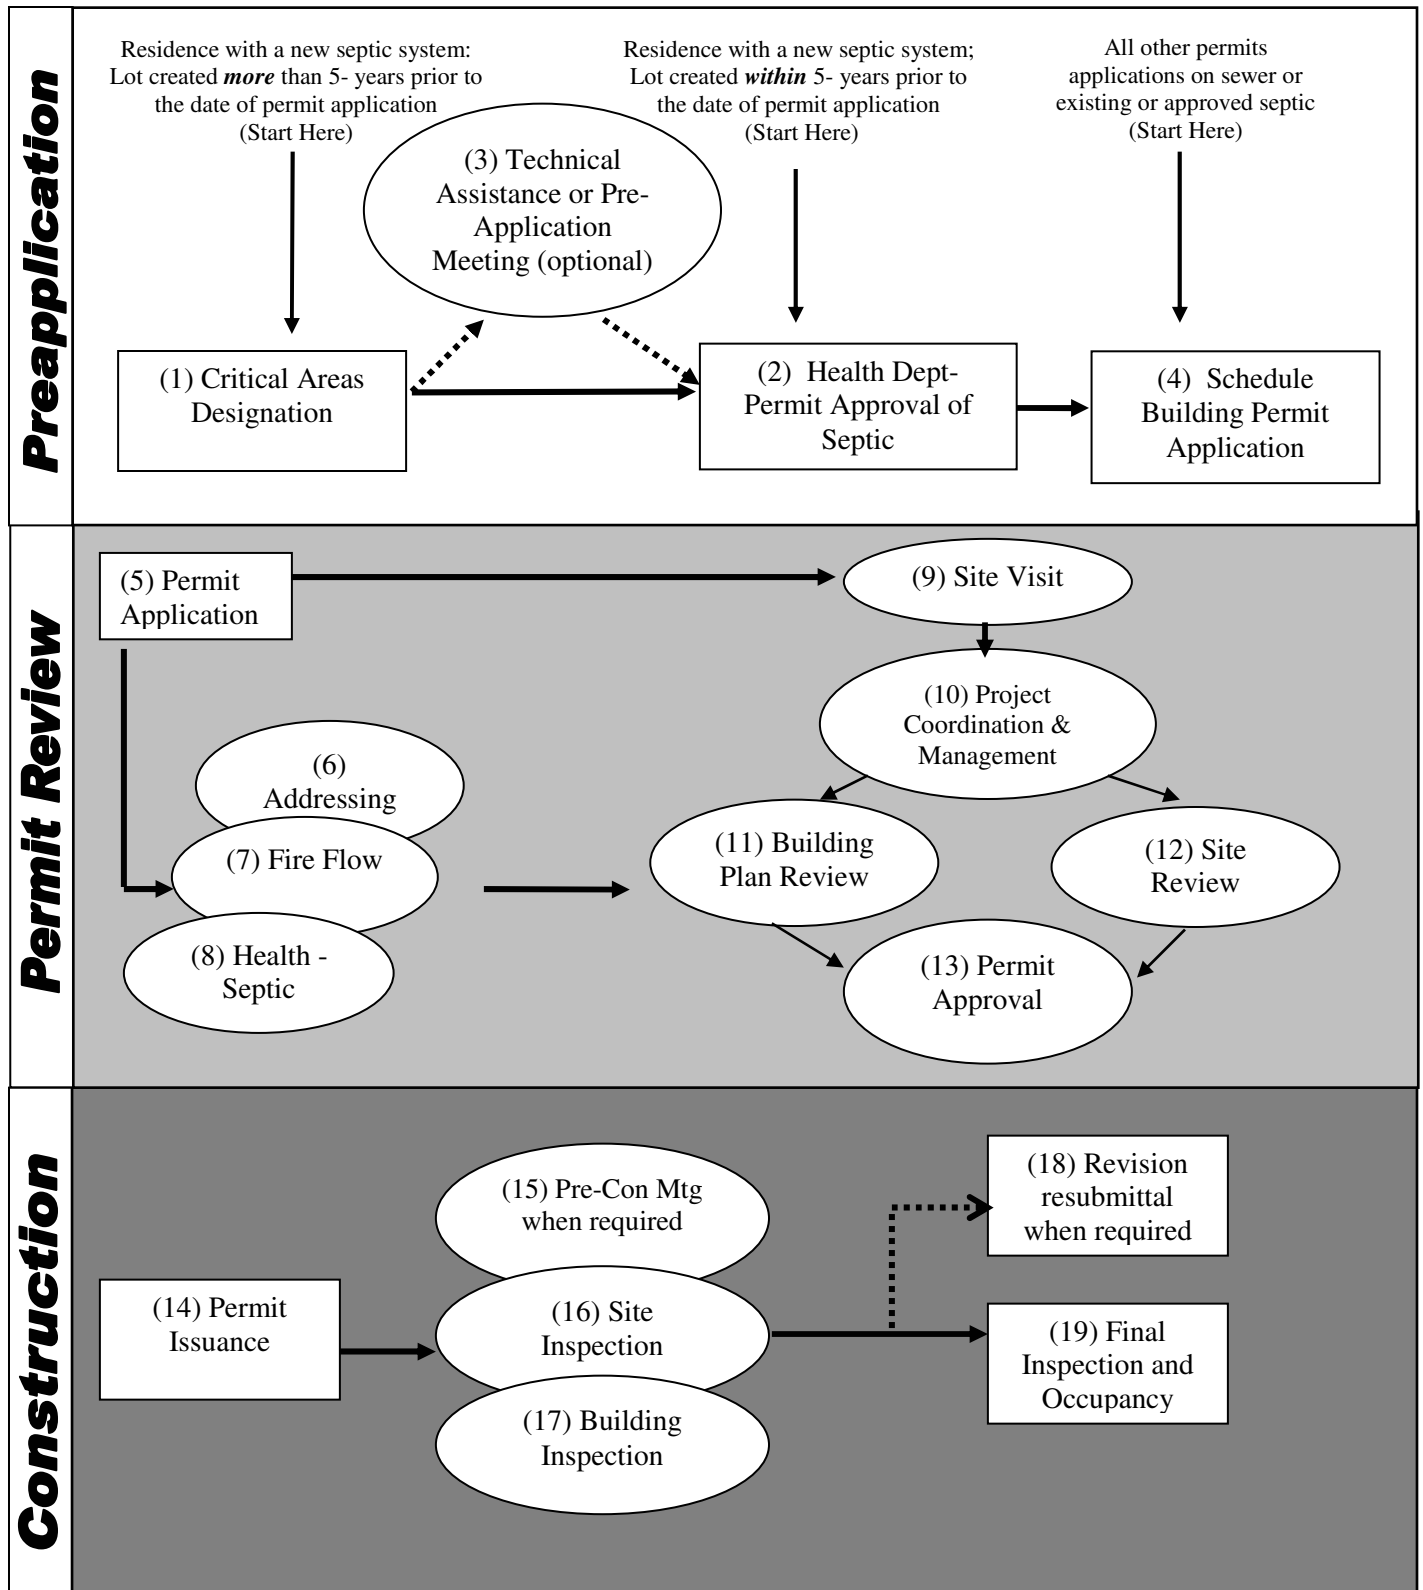 Preapplication
Residence with a new septic system:
Lot created more than 5- years prior to
the date of permit application
(Start Here)
Residence with a new septic system;
Lot created within 5- years prior to
the date of permit application
(Start Here)
All other permits
applications on sewer or
existing or approved septic
(Start Here)
(3) Technical
Assistance or Pre-
Application
Meeting (optional)
(1) Critical Areas
Designation
(2) Health Dept-
Permit Approval of
Septic
(4) Schedule
Building Permit
Application
Permit Review
(5) Permit
Application
(9) Site Visit
(10) Project
Coordination &
Management
(6)
Addressing
(7) Fire Flow
(8) Health -
Septic
(11) Building
Plan Review
(12) Site
Review
(13) Permit
Approval
Construction
(14) Permit
Issuance
(15) Pre-Con Mtg
when required
(16) Site
Inspection
(17) Building
Inspection
(18) Revision
resubmittal
when required
(19) Final
Inspection and
Occupancy